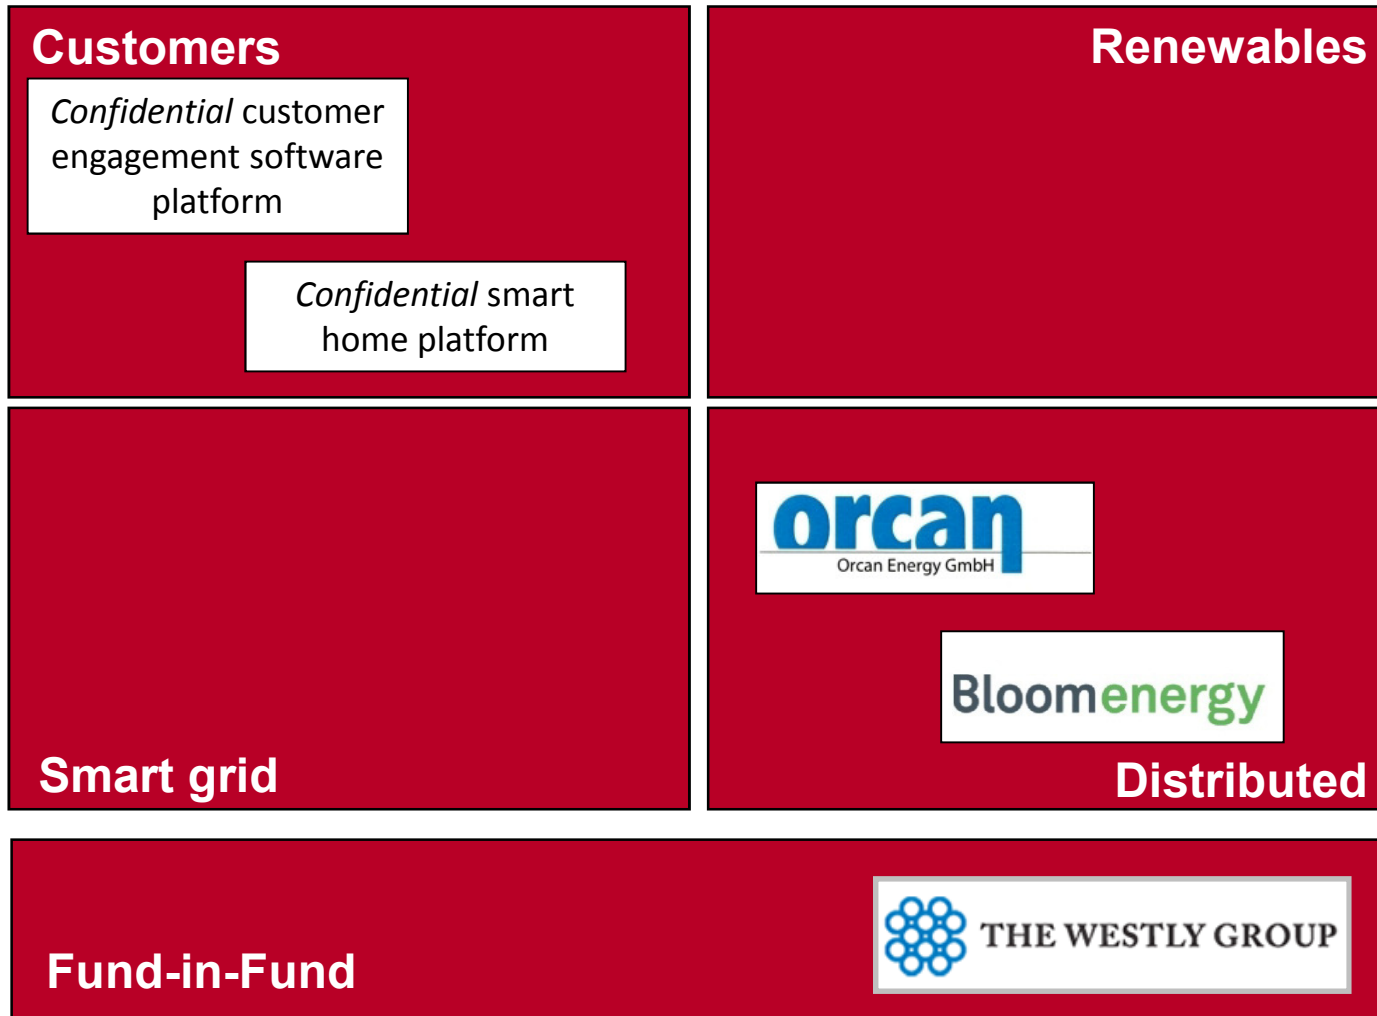 Customers
Confidential customer
engagement software
platform
Confidential smart
home platform
Renewables
Smart grid
orcan
Orcan Energy GmbH
Bloomenergy
Distributed
Fund-in-Fund
THE WESTLY GROUP